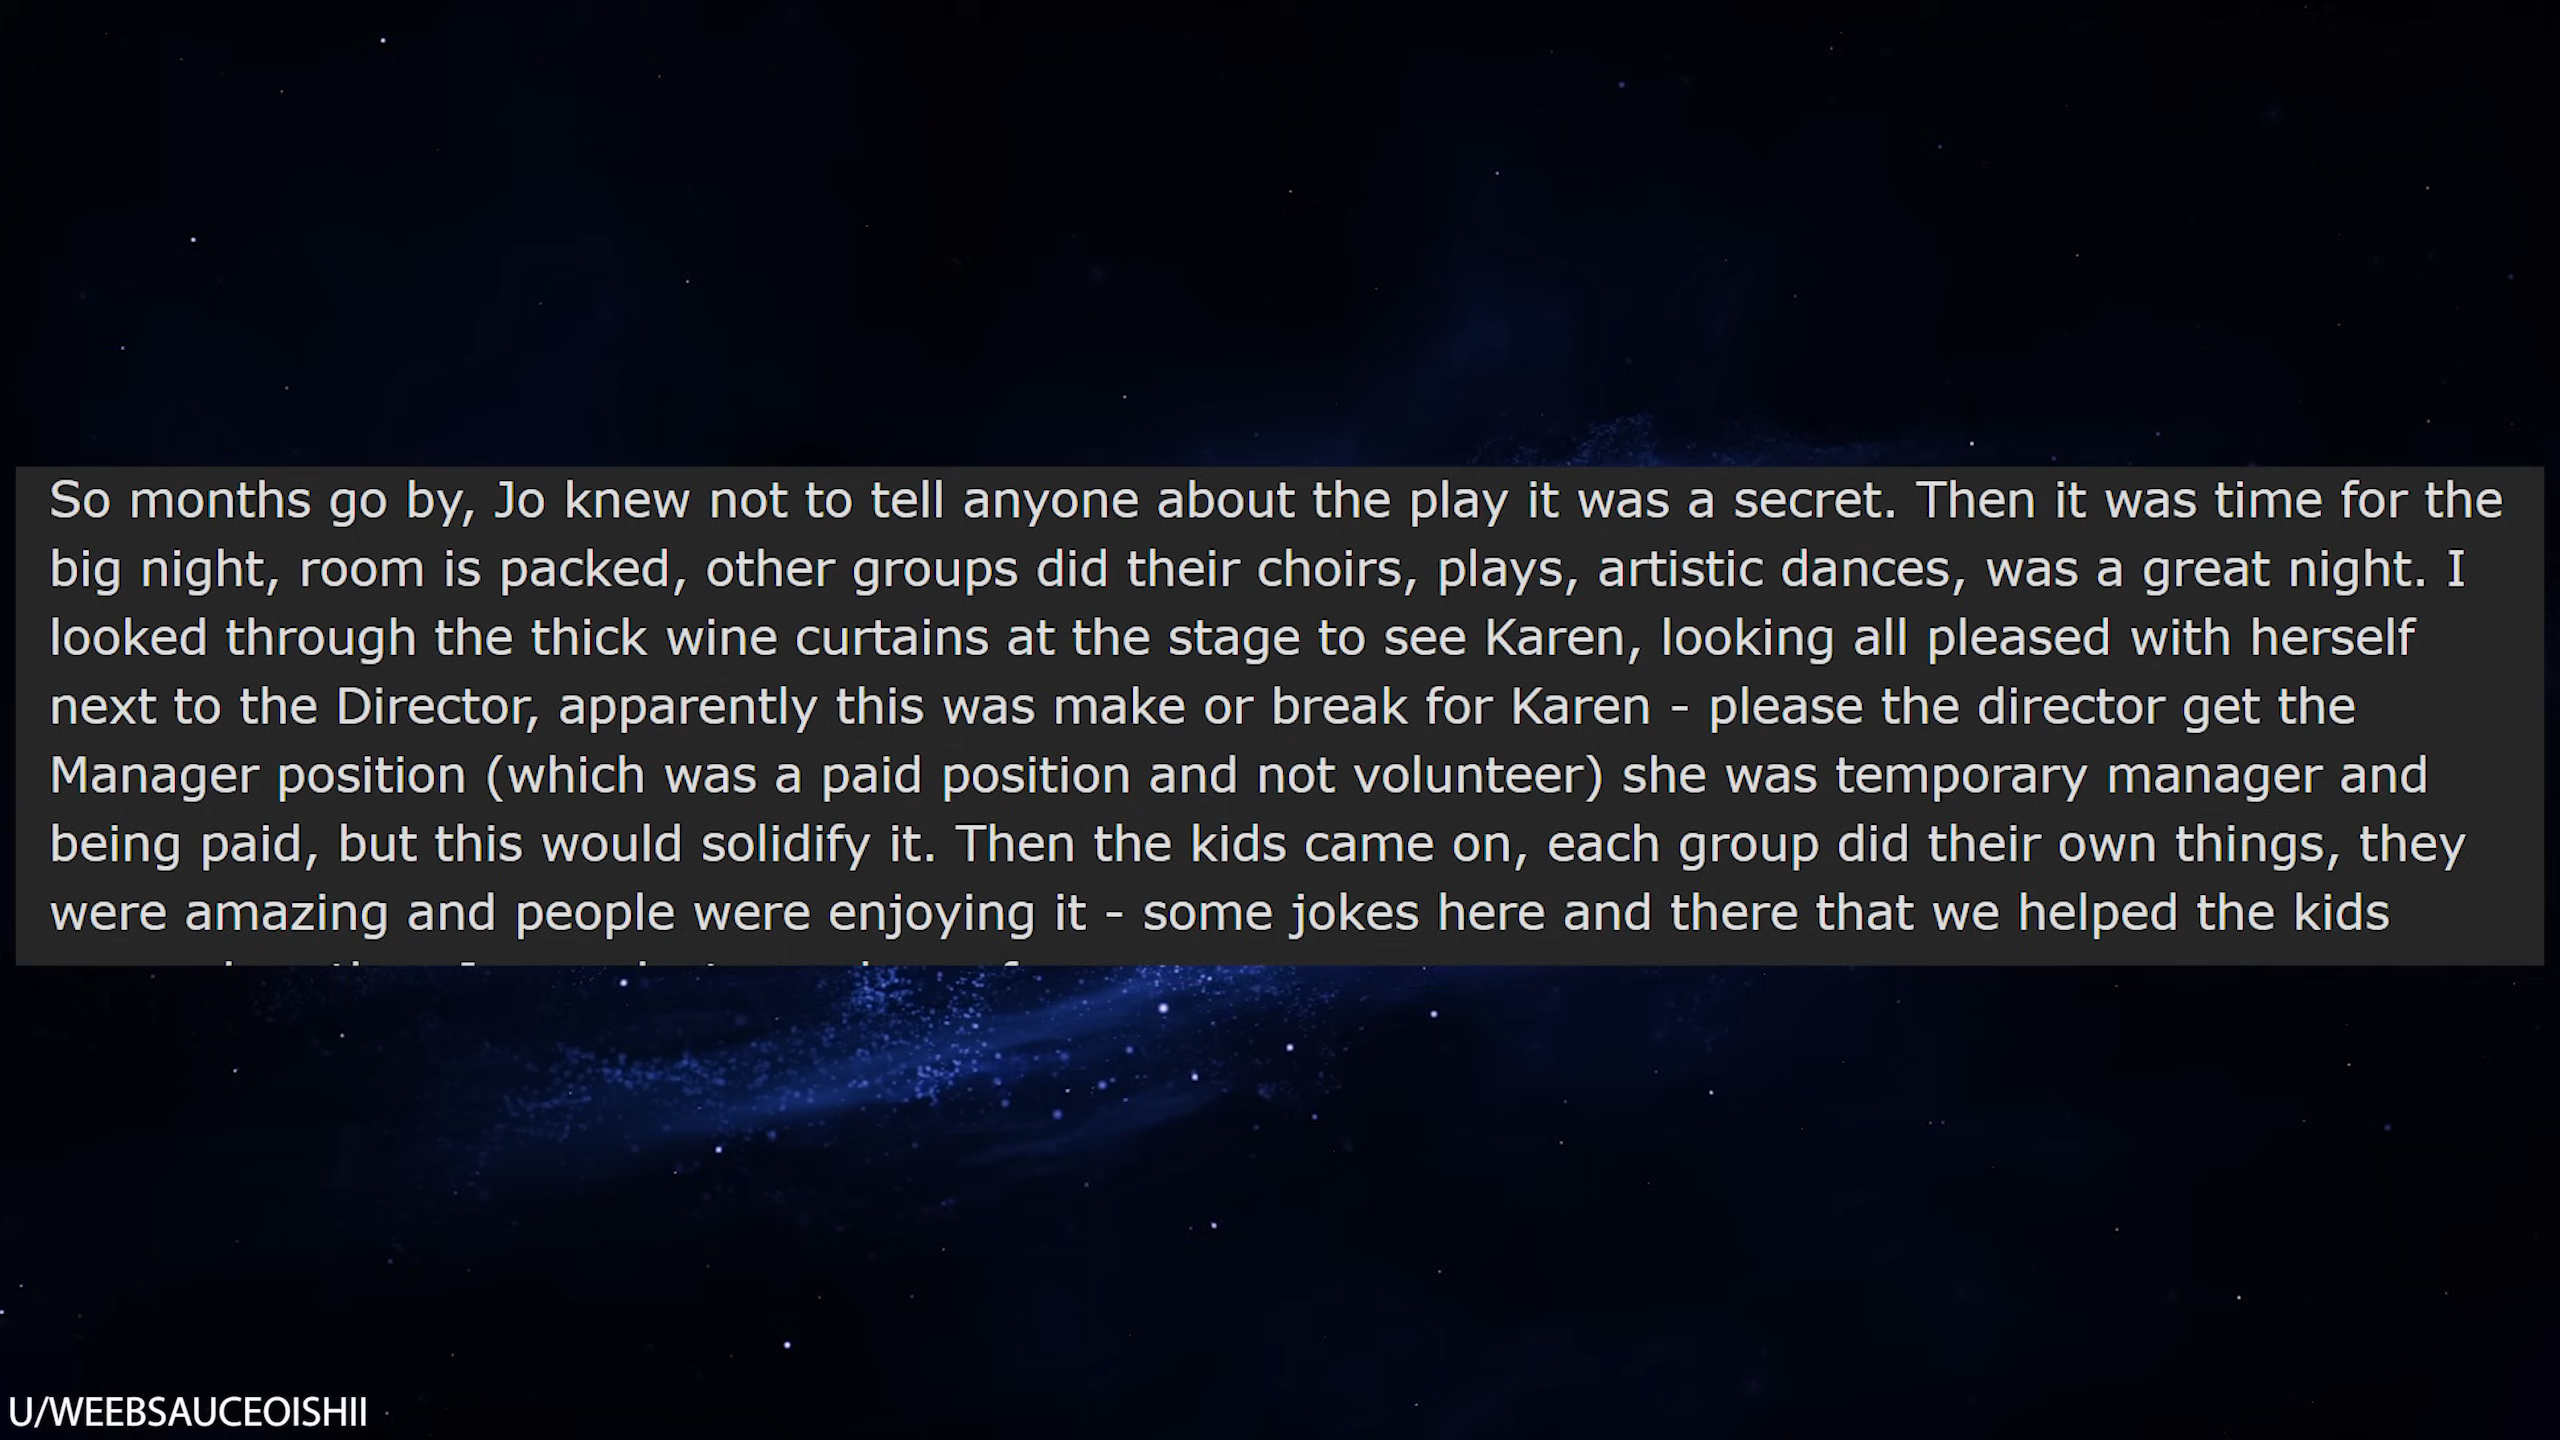 So months go by, Jo knew not to tell anyone about the play it was a secret. Then it was time for the
big night, room is packed, other groups did their choirs, plays, artistic dances, was a great night. I
looked through the thick wine curtains at the stage to see Karen, looking all pleased with herself
next to the Director, apparently this was make or break for Karen - please the director get the
Manager position (which was a paid position and not volunteer) she was temporary manager and
being paid, but this would solidify it. Then the kids came on, each group did their own things, they
were amazing and people were enjoying it - some jokes here and there that we helped the kids
U/WEEBSAUCEOISHII